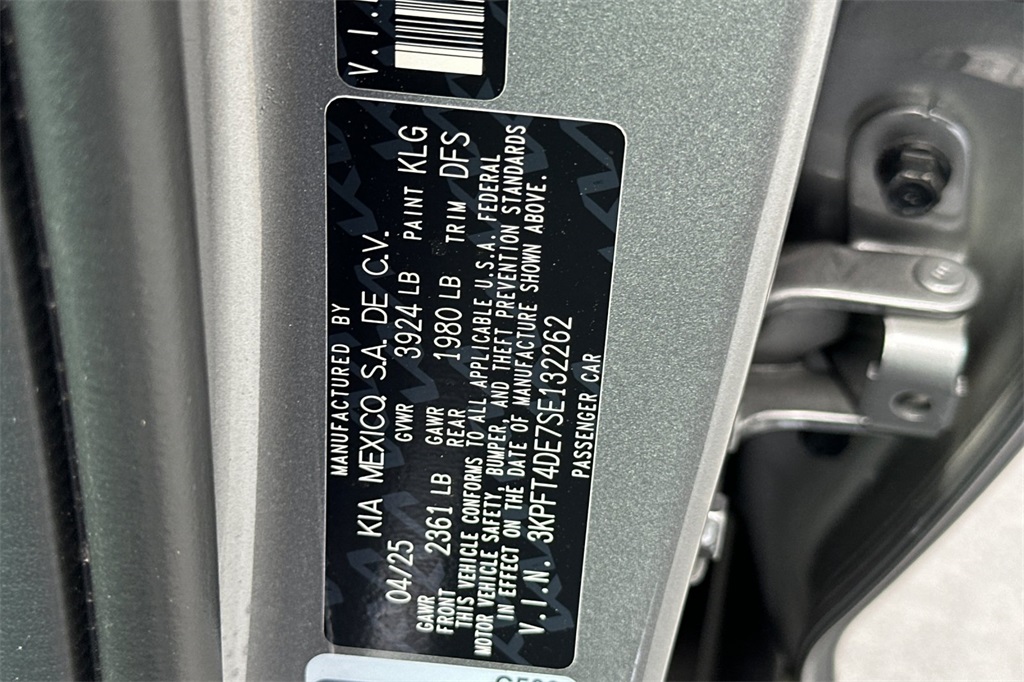 V.I.
MANUFACTURED BY
KIA MEXICO, S.A. DE C.V.
04/25 GVWR 3924 LB PAINT KLG
GAWR FRONT 2361 LB GAWR REAR 1980 LB TRIM DFS
THIS VEHICLE CONFORMS TO ALL APPLICABLE U.S.A. FEDERAL
MOTOR VEHICLE SAFETY, BUMPER, AND THEFT PREVENTION STANDARDS
IN EFFECT ON THE DATE OF MANUFACTURE SHOWN ABOVE.
V.I.N. 3KPFT4DE7SE132262
PASSENGER CAR